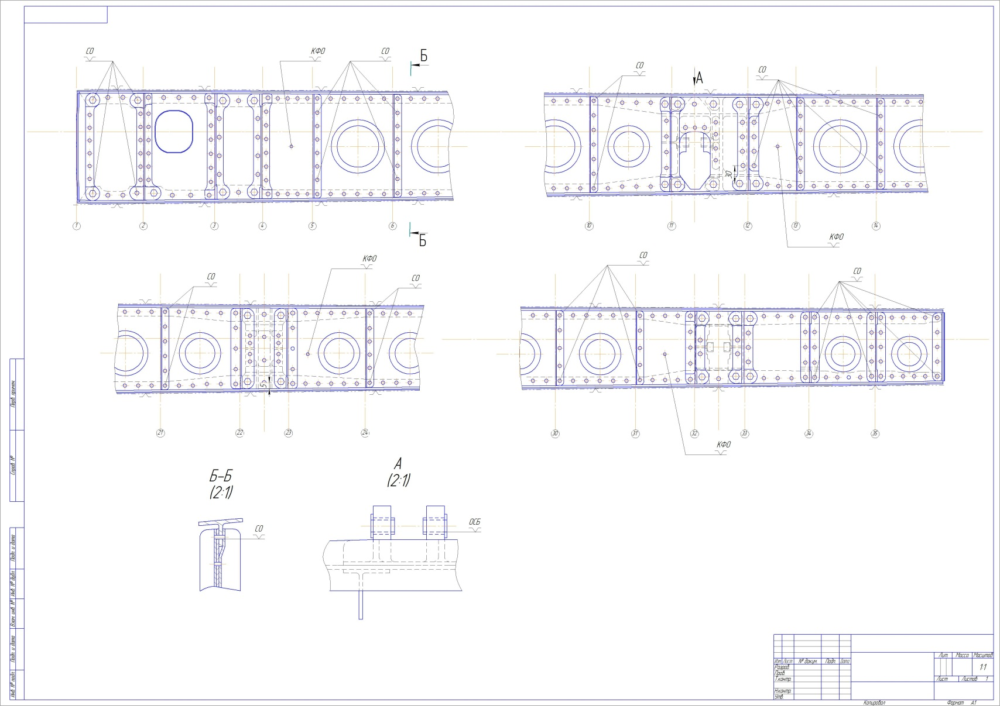 СО
КФО
СО
Б
СО
А
СО
1
2
3
4
5
6
Б
30
10
11
12
13
14
КФО
СО
КФО
СО
СО
СО
5
21
22
23
24
30
31
32
33
34
35
КФО
Б–Б
(2:1)
А
(2:1)
СО
ОСБ
Перв. примен.
Справ. №
Подп. и дата
Инв. № дубл.
Взам. инв. №
Подп. и дата
Инв. № подл.
Изм. Лист № докум. Подп. Дата
Разраб.
Пров.
Т.контр.
Н.контр.
Утв.
Лит. Масса Масштаб
1:1
Лист Листов 1
Копировал Формат А1